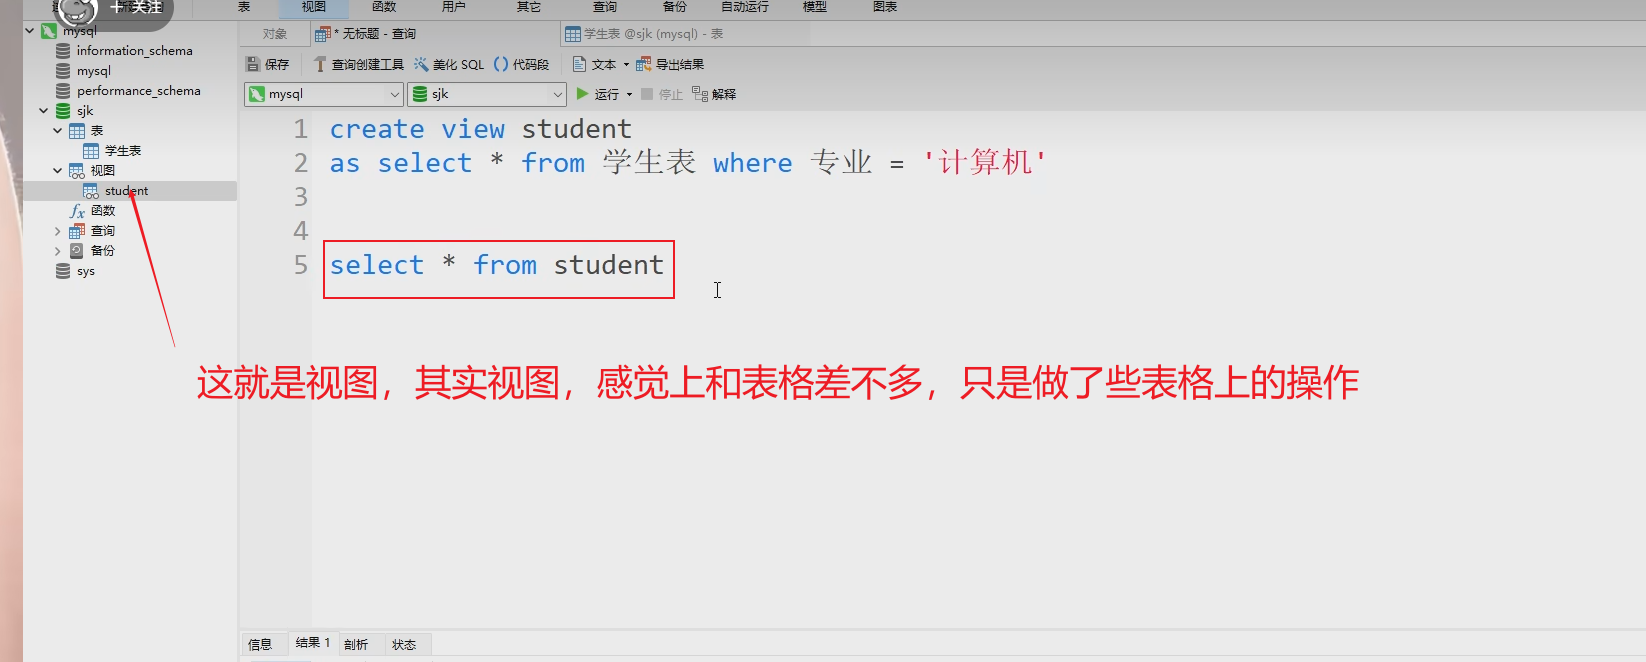 + 关注
表 视图 函数 用户 其它 查询 备份 自动运行 模型 图表
mysql
information_schema
mysql
performance_schema
sjk
表
学生表
视图
student
fx 函数
查询
备份
sys
对象 * 无标题 - 查询 学生表 @sjk (mysql) - 表
保存 查询创建工具 美化 SQL () 代码段 文本 导出结果
mysql sjk 运行 停止 解释
1 create view student
2 as select * from 学生表 where 专业 = '计算机'
3
4
5 select * from student
这就是视图，其实视图，感觉上和表格差不多，只是做了些表格上的操作
信息 结果 1 剖析 状态